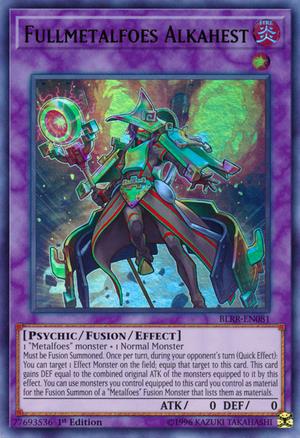 FULLMETALFOES ALKAHEST
炎
BLRR-EN081
[PSYCHIC/FUSION/EFFECT]
1 "Metalfoes" monster + 1 Normal Monster
Must be Fusion Summoned. Once per turn, during your opponent's turn (Quick Effect):
You can target 1 Effect Monster on the field; equip that target to this card. This card
gains DEF equal to the combined original ATK of the monsters equipped to it by this
effect. You can use monsters you control equipped to this card you control as material
for the Fusion Summon of a "Metalfoes" Fusion Monster that lists them as materials.
ATK/ 0 DEF/ 0
77693536 1st Edition ©1996 KAZUKI TAKAHASHI